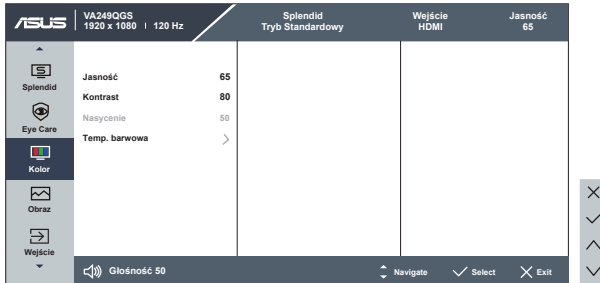 ASUS
VA249QGS
1920 x 1080 | 120 Hz
Splendid
Tryb Standardowy
Wejście
HDMI
Jasność
65
Splendid
Eye Care
Kolor
Obraz
Wejście
Jasność 65
Kontrast 80
Nasycenie 50
Temp. barwowa
Głośność 50
Navigate
Select
Exit